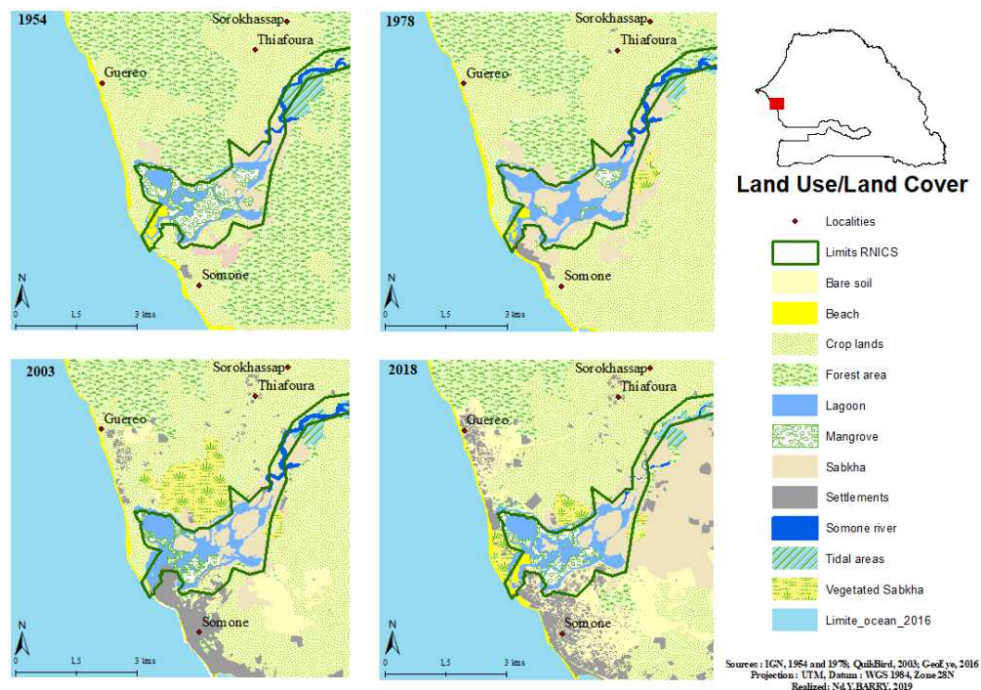 1954
Sorokhassap
Thiafoura
Guereo
Somone
N
0 1,5 3 kms
1978
Sorokhassap
Thiafoura
Guereo
Somone
N
0 1,5 3 kms
2003
Sorokhassap
Thiafoura
Guereo
Somone
N
0 1,5 3 kms
2018
Sorokhassap
Thiafoura
Guereo
Somone
N
0 1,5 3 kms
Land Use/Land Cover
Localities
Limits RNICS
Bare soil
Beach
Crop lands
Forest area
Lagoon
Mangrove
Sabkha
Settlements
Somone river
Tidal areas
Vegetated Sabkha
Limite_ocean_2016
Sources : IGN, 1954 and 1978; QuikBird, 2003; GeoEye, 2016
Projection : UTM, Datum : WGS 1984, Zone 28N
Realized: Nd.Y.BARRY, 2019